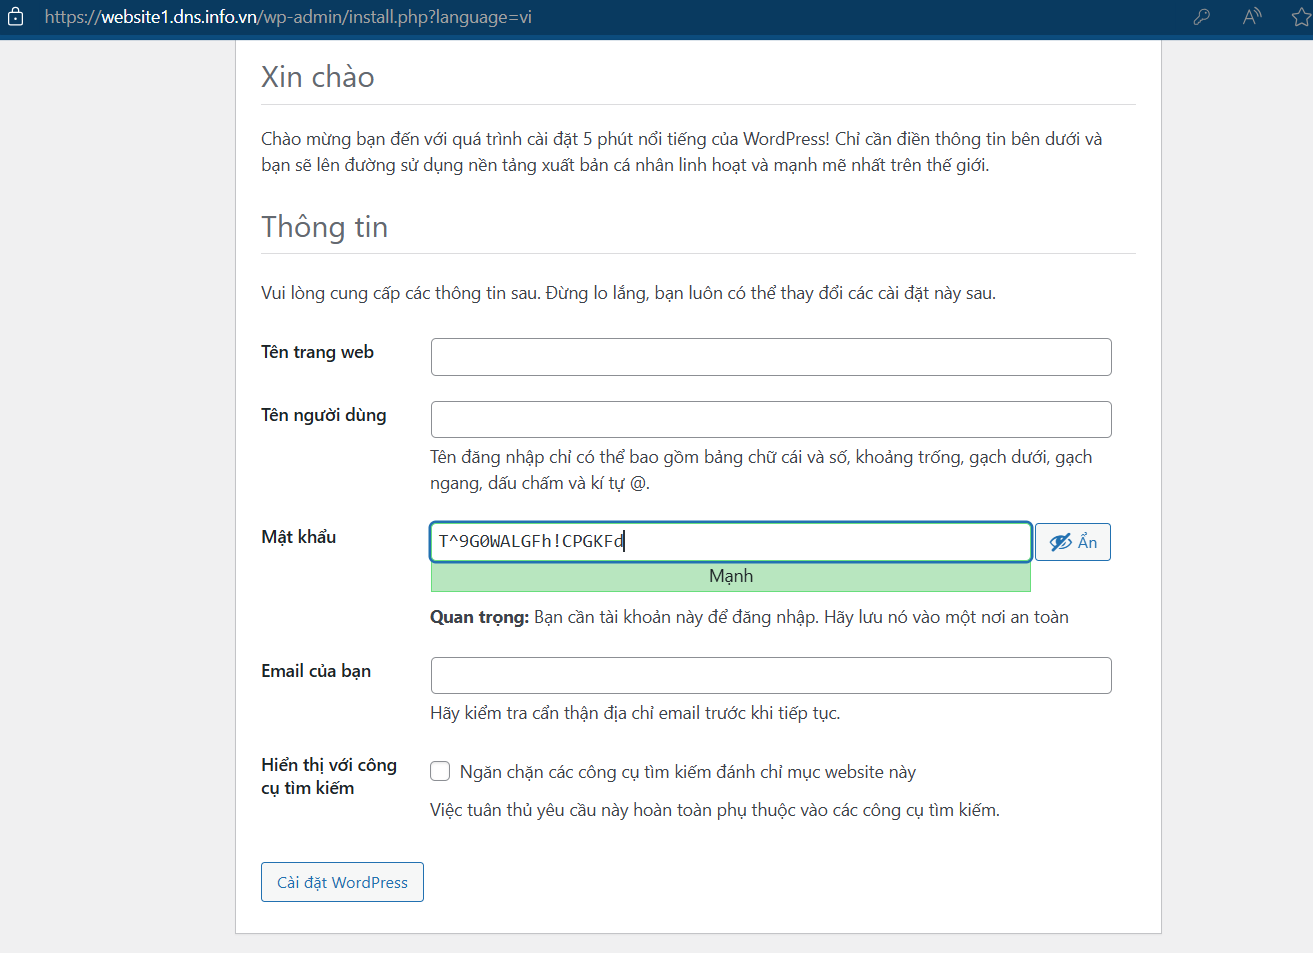 https://website1.dns.info.vn/wp-admin/install.php?language=vi
Xin chào
Chào mừng bạn đến với quá trình cài đặt 5 phút nổi tiếng của WordPress! Chỉ cần điền thông tin bên dưới và
bạn sẽ lên đường sử dụng nền tảng xuất bản cá nhân linh hoạt và mạnh mẽ nhất trên thế giới.
Thông tin
Vui lòng cung cấp các thông tin sau. Đừng lo lắng, bạn luôn có thể thay đổi các cài đặt này sau.
Tên trang web
Tên người dùng
Tên đăng nhập chỉ có thể bao gồm bảng chữ cái và số, khoảng trống, gạch dưới, gạch
ngang, dấu chấm và kí tự @.
Mật khẩu
T^9G0WALGFh!CPGKFd
Ẩn
Mạnh
Quan trọng: Bạn cần tài khoản này để đăng nhập. Hãy lưu nó vào một nơi an toàn
Email của bạn
Hãy kiểm tra cẩn thận địa chỉ email trước khi tiếp tục.
Hiển thị với công
cụ tìm kiếm
Ngăn chặn các công cụ tìm kiếm đánh chỉ mục website này
Việc tuân thủ yêu cầu này hoàn toàn phụ thuộc vào các công cụ tìm kiếm.
Cài đặt WordPress